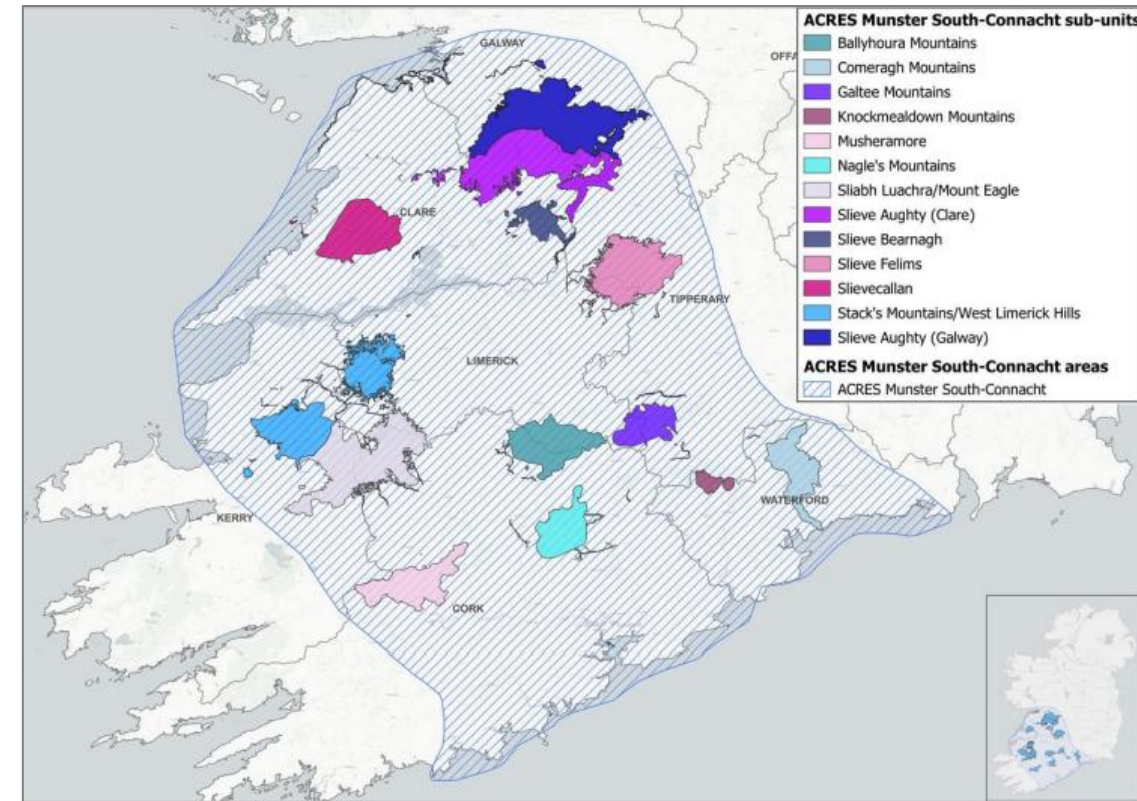 ACRES Munster South-Connacht sub-units
Ballyhoura Mountains
Comeragh Mountains
Galtee Mountains
Knockmealdown Mountains
Musheramore
Nagle's Mountains
Sliabh Luachra/Mount Eagle
Slieve Aughty (Clare)
Slieve Bearnagh
Slieve Felims
Slievecallan
Stack's Mountains/West Limerick Hills
Slieve Aughty (Galway)
ACRES Munster South-Connacht areas
ACRES Munster South-Connacht
GALWAY
OFFA
CLARE
TIPPERARY
LIMERICK
WATERFORD
KERRY
CORK